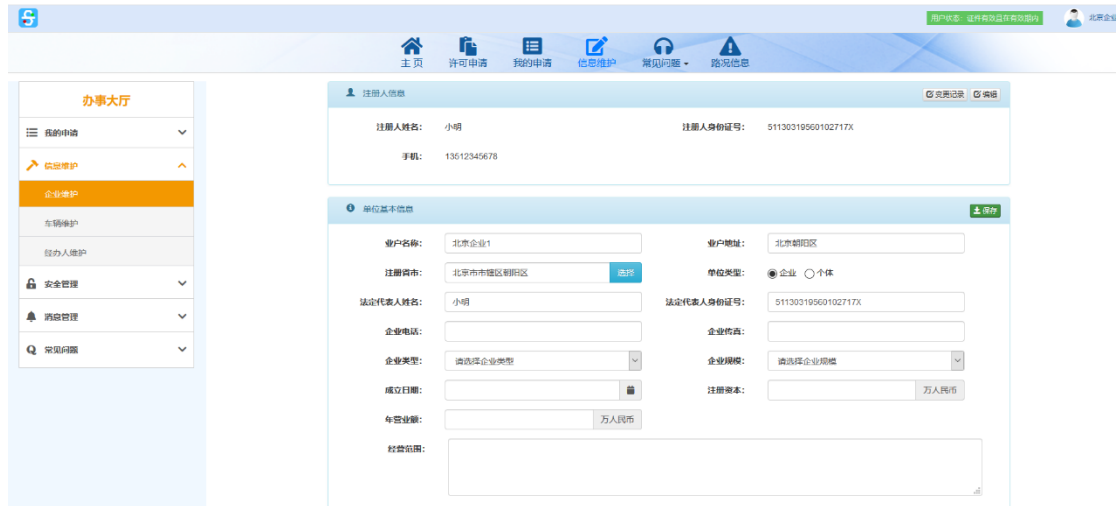 用户状态：证件有效且在有效期内
北京企业
主 页
许可申请
我的申请
信息维护
常见问题
路况信息
办事大厅
我的申请
信息维护
企业维护
车辆维护
经办人维护
安全管理
消息管理
常见问题
注册人信息
变更记录 编辑
注册人姓名： 小明 注册人身份证号： 51130319560102717X
手机： 13512345678
单位基本信息 保存
业户名称： 北京企业1 业户地址： 北京朝阳区
注册省市： 北京市市辖区朝阳区 选择 单位类型： 企业 个体
法定代表人姓名： 小明 法定代表人身份证号： 51130319560102717X
企业电话： 企业传真：
企业类型： 请选择企业类型 企业规模： 请选择企业规模
成立日期： 注册资本： 万人民币
年营业额： 万人民币
经营范围：